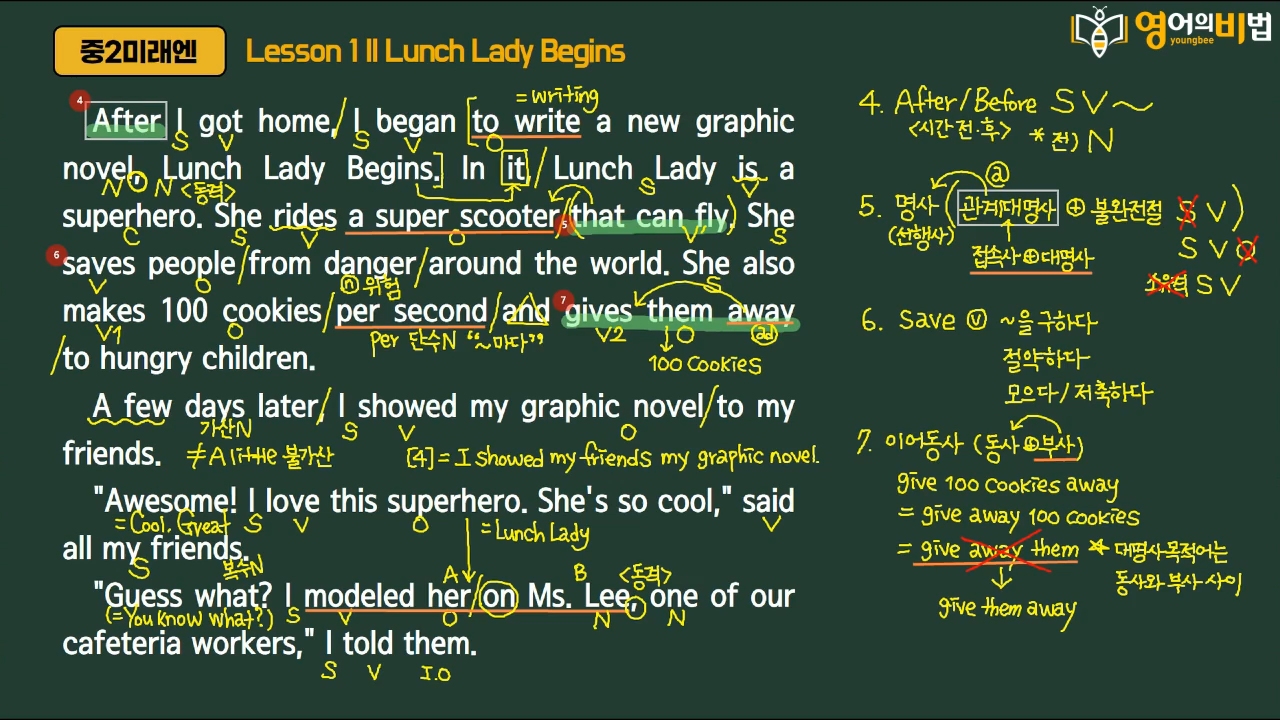 중2미래엔 Lesson 1 II Lunch Lady Begins
영어의비법
youngbee
= writing
4 After I got home, / I began [to write a new graphic
S V S V O
novel, Lunch Lady Begins.] In it, / Lunch Lady is a
N N <동격> S V
superhero. She rides a super scooter / (5 that can fly). She
C S V O V' S
6 saves people / from danger / around the world. She also
V O ⓝ 위험 S
makes 100 cookies / per second / and 7 gives them away
V1 O per 단수N "~마다" V2 O ad
100 Cookies
/ to hungry children.
A few days later, / I showed my graphic novel / to my
가산N S V O
friends. ≠ A little 불가산 [4] = I showed my friends my graphic novel.
"Awesome! I love this superhero. She's so cool," said
= Cool, Great S V O = Lunch Lady V
all my friends.
S 복수N A B <동격>
"Guess what? I modeled her / on Ms. Lee, one of our
(= You know what?) S V O N N
cafeteria workers," I told them.
S V I.O
4. After / Before S V ~
<시간 전·후> * 전) N
ⓐ
5. 명사 (관계대명사 ⊕ 불완전절 S V)
(선행사) S V O
접속사 ⊕ 대명사
소유격 S V
6. Save ⓥ ~을 구하다
절약하다
모으다 / 저축하다
7. 이어동사 (동사 ⊕ 부사)
give 100 cookies away
= give away 100 cookies
= give away them ★ 대명사 목적어는
동사와 부사 사이
give them away